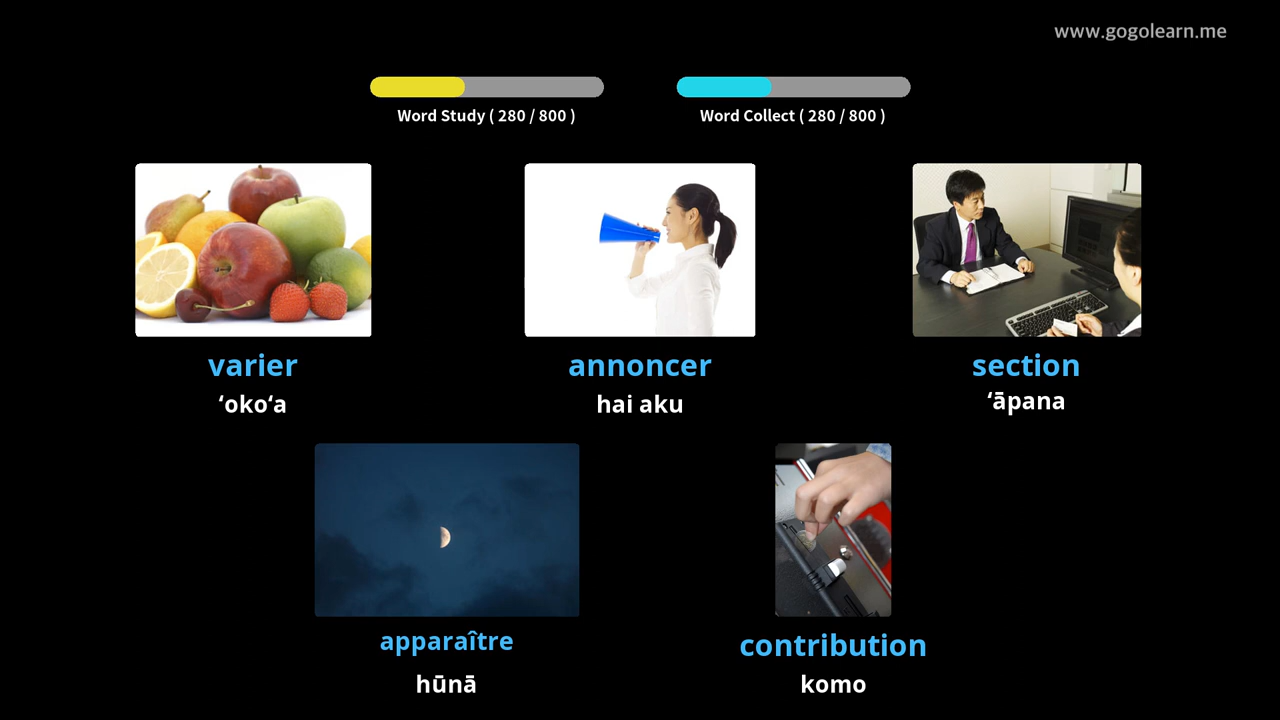 www.gogolearn.me
Word Study ( 280 / 800 )
Word Collect ( 280 / 800 )
varier
ʻokoʻa
annoncer
hai aku
section
ʻāpana
apparaître
hūnā
contribution
komo